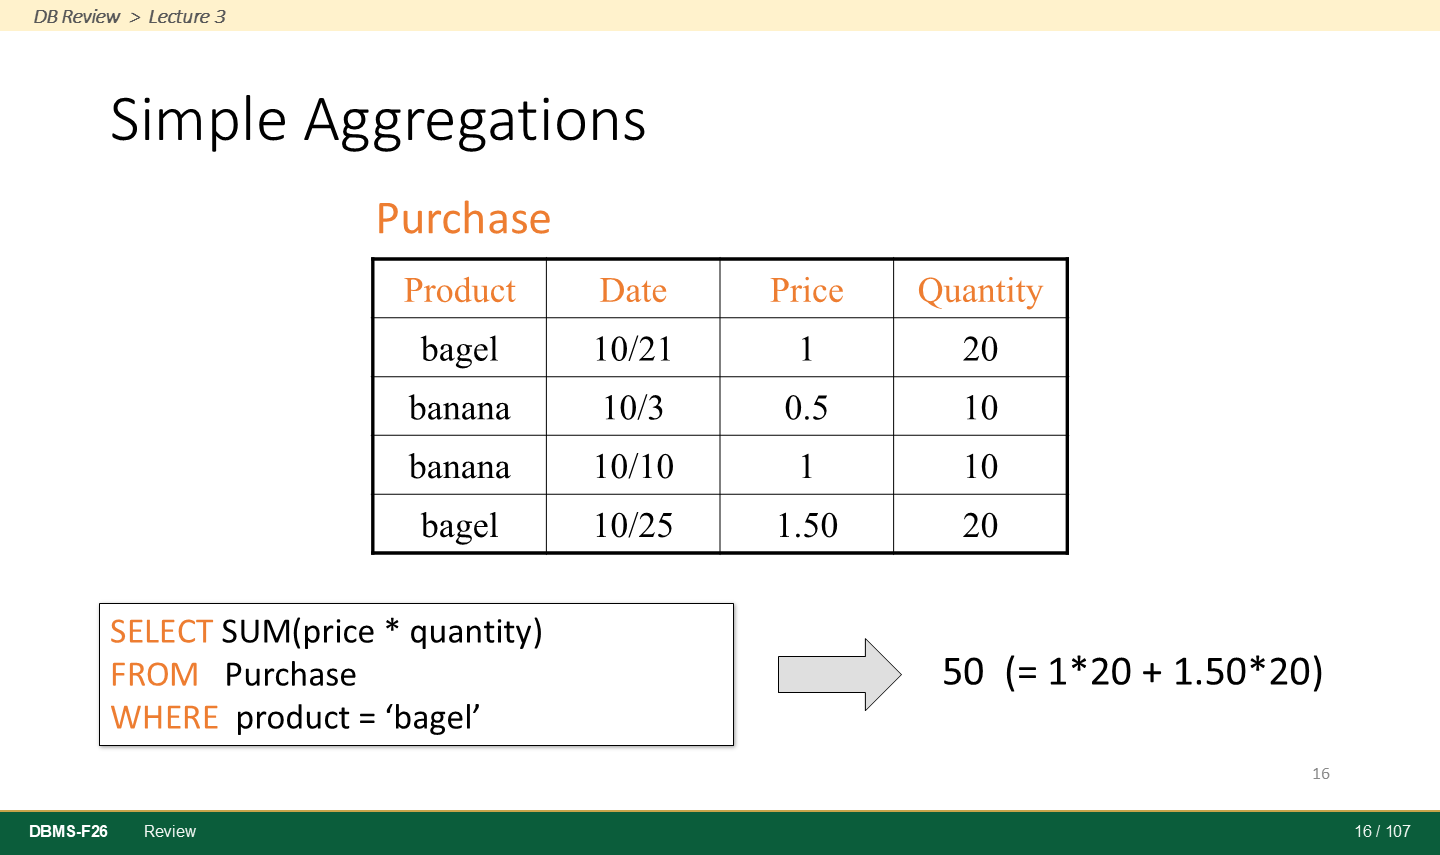 DB Review > Lecture 3
Simple Aggregations
Purchase
Product Date Price Quantity
bagel 10/21 1 20
banana 10/3 0.5 10
banana 10/10 1 10
bagel 10/25 1.50 20
SELECT SUM(price * quantity)
FROM Purchase
WHERE product = ‘bagel’
50 (= 1*20 + 1.50*20)
16
DBMS-F26 Review 16 / 107